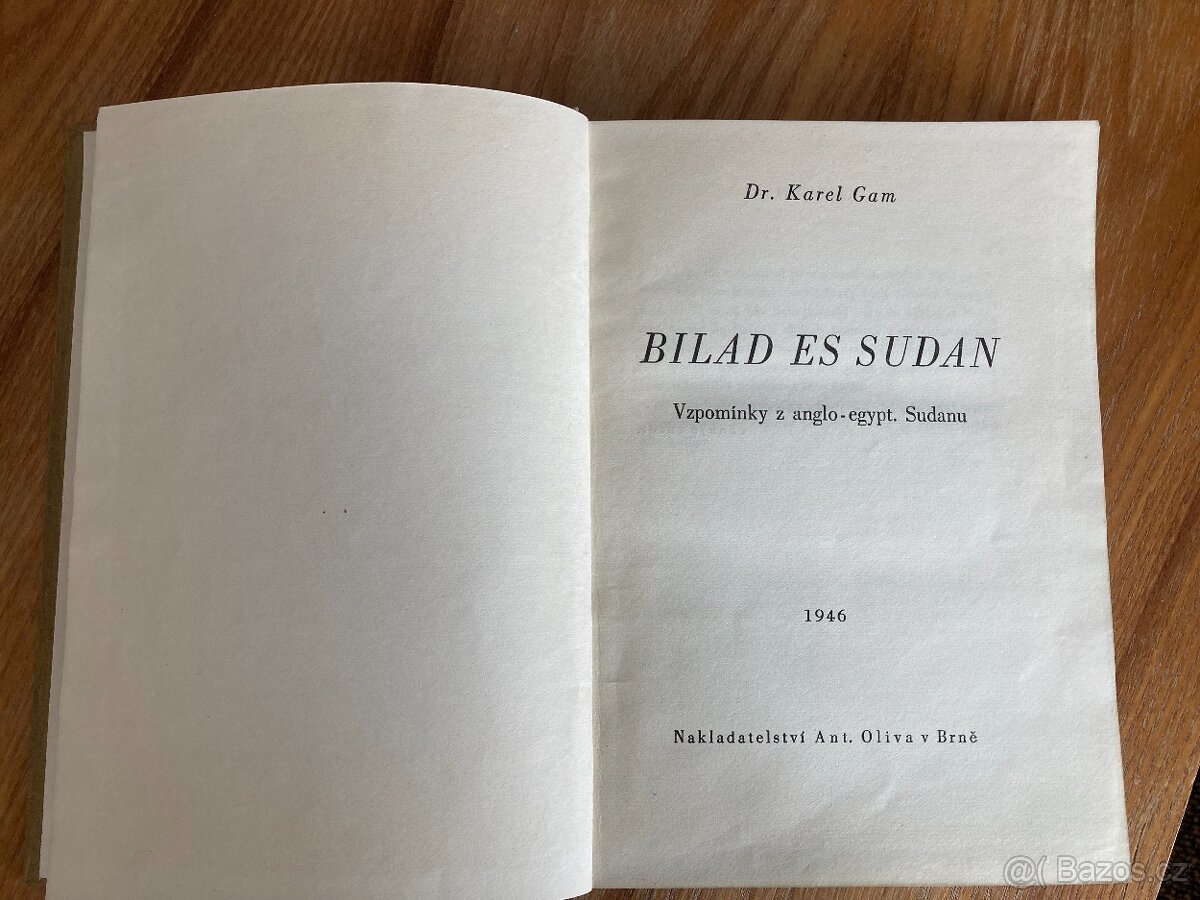 Dr. Karel Gam
BILAD ES SUDAN
Vzpomínky z anglo-egypt. Sudanu
1946
Nakladatelství Ant. Oliva v Brně
@( Bazos.cz